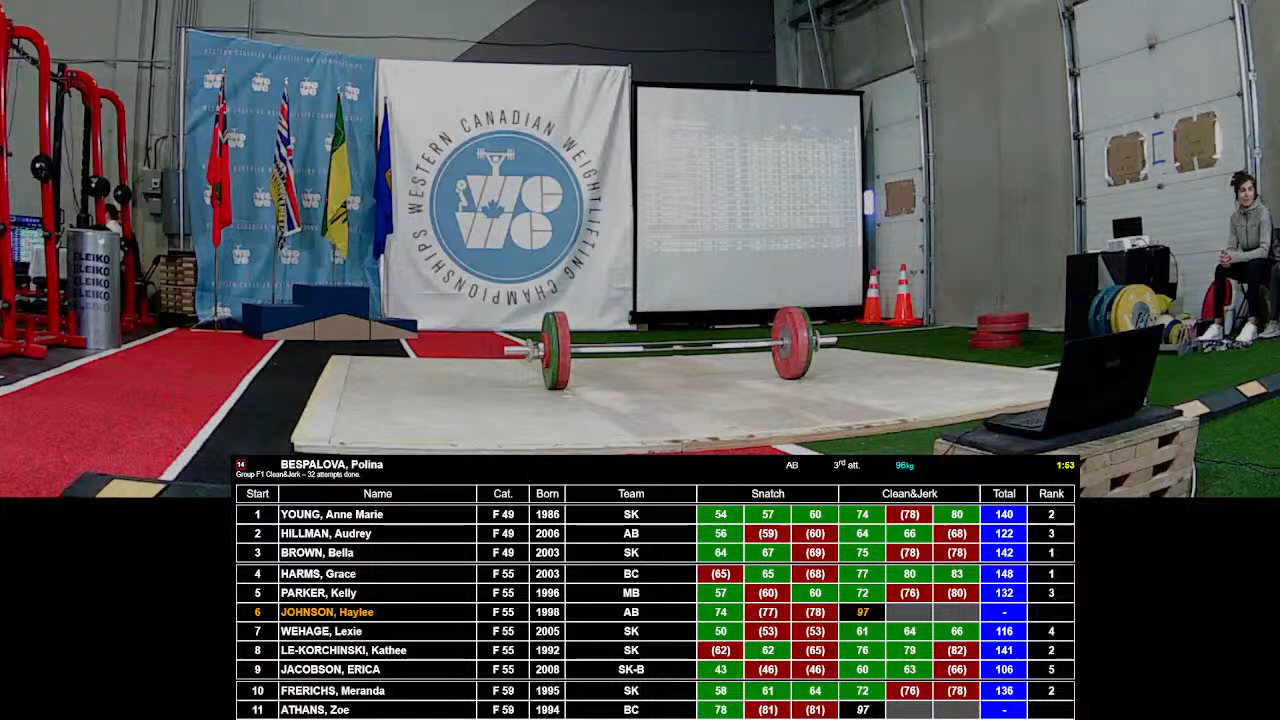 WESTERN CANADIAN WEIGHTLIFTING CHAMPIONSHIPS
WC
WC
ELEIKO
ELEIKO
ELEIKO
ELEIKO
14 BESPALOVA, Polina AB 3rd att. 96kg 1:53
Group F1 Clean&Jerk – 32 attempts done.
Start Name Cat. Born Team Snatch Clean&Jerk Total Rank
1 YOUNG, Anne Marie F 49 1986 SK 54 57 60 74 (78) 80 140 2
2 HILLMAN, Audrey F 49 2006 AB 56 (59) (60) 64 66 (68) 122 3
3 BROWN, Bella F 49 2003 SK 64 67 (69) 75 (78) (78) 142 1
4 HARMS, Grace F 55 2003 BC (65) 65 (68) 77 80 83 148 1
5 PARKER, Kelly F 55 1996 MB 57 (60) 60 72 (76) (80) 132 3
6 JOHNSON, Haylee F 55 1998 AB 74 (77) (78) 97 -
7 WEHAGE, Lexie F 55 2005 SK 50 (53) (53) 61 64 66 116 4
8 LE-KORCHINSKI, Kathee F 55 1992 SK (62) 62 (65) 76 79 (82) 141 2
9 JACOBSON, ERICA F 55 2008 SK-B 43 (46) (46) 60 63 (66) 106 5
10 FRERICHS, Meranda F 59 1995 SK 58 61 64 72 (76) (78) 136 2
11 ATHANS, Zoe F 59 1994 BC 78 (81) (81) 97 -